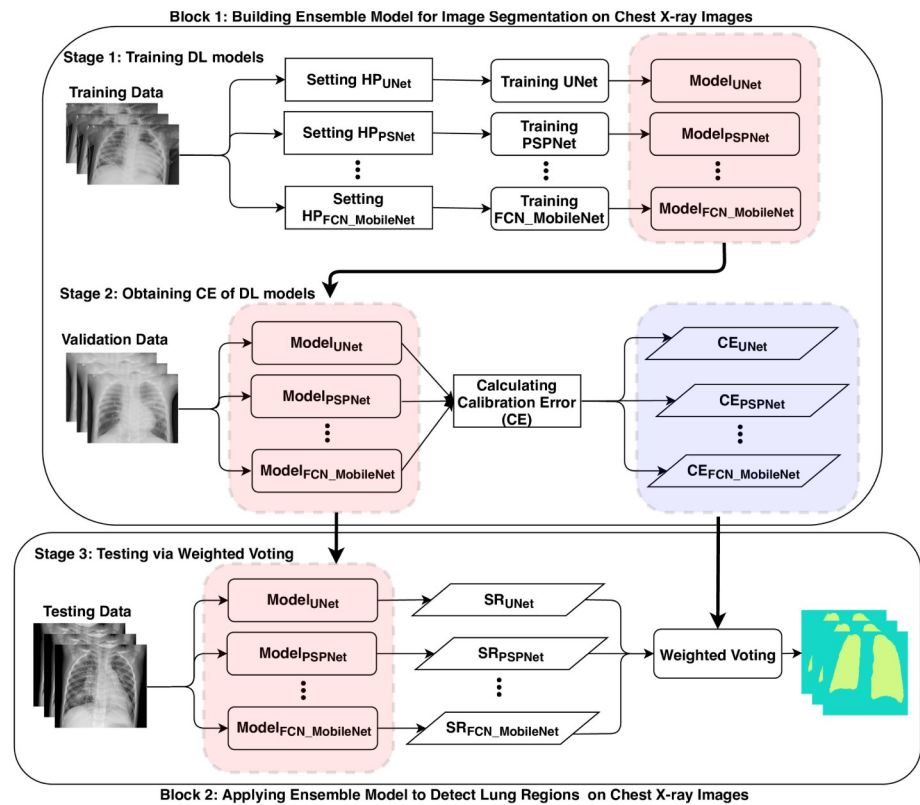 Block 1: Building Ensemble Model for Image Segmentation on Chest X-ray Images
Stage 1: Training DL models
Training Data
Setting HPUNet
Training UNet
ModelUNet
Setting HPPSNet
Training
PSPNet
ModelPSPNet
Setting
HPFCN_MobileNet
Training
FCN_MobileNet
ModelFCN_MobileNet
Stage 2: Obtaining CE of DL models
Validation Data
ModelUNet
ModelPSPNet
ModelFCN_MobileNet
Calculating
Calibration Error
(CE)
CEUNet
CEPSPNet
CEFCN_MobileNet
Stage 3: Testing via Weighted Voting
Testing Data
ModelUNet
SRUNet
ModelPSPNet
SRPSPNet
ModelFCN_MobileNet
SRFCN_MobileNet
Weighted Voting
Block 2: Applying Ensemble Model to Detect Lung Regions on Chest X-ray Images